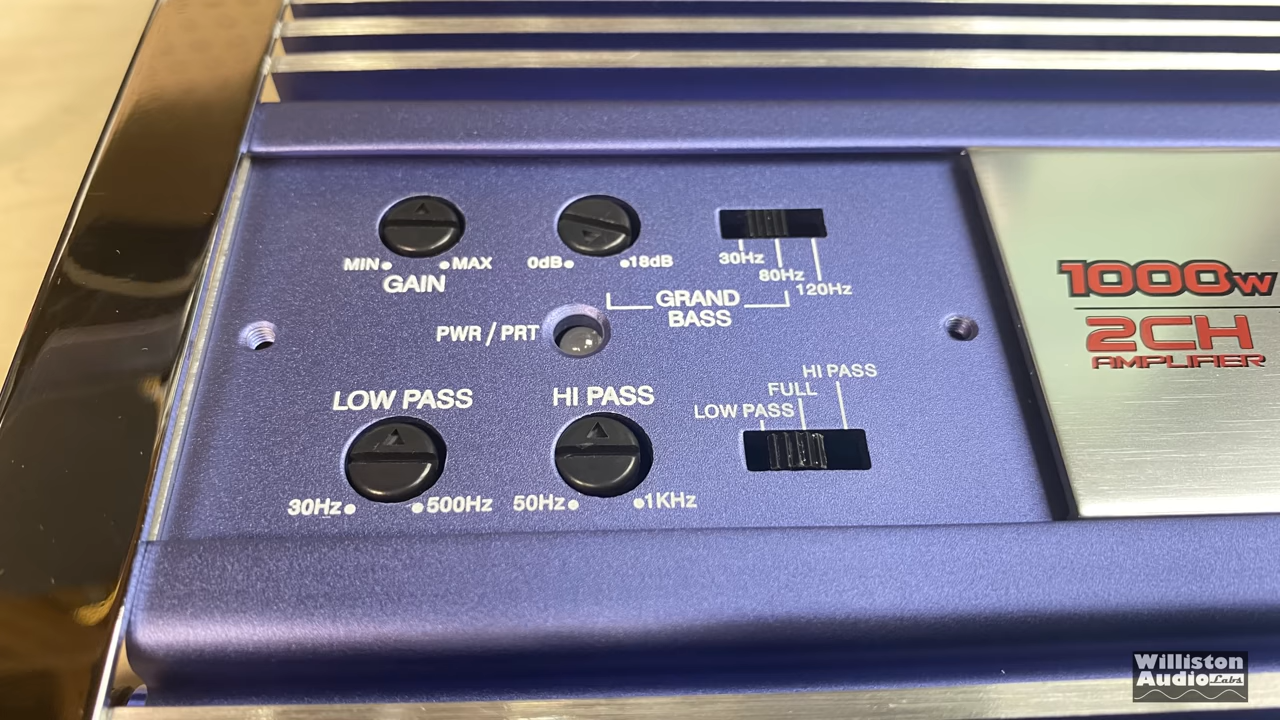 MIN MAX
GAIN
0dB 18dB
30Hz
80Hz
120Hz
GRAND
BASS
PWR / PRT
LOW PASS
30Hz 500Hz
HI PASS
50Hz 1KHz
LOW PASS
FULL
HI PASS
1000W
2CH
AMPLIFIER
Williston
Audio Labs